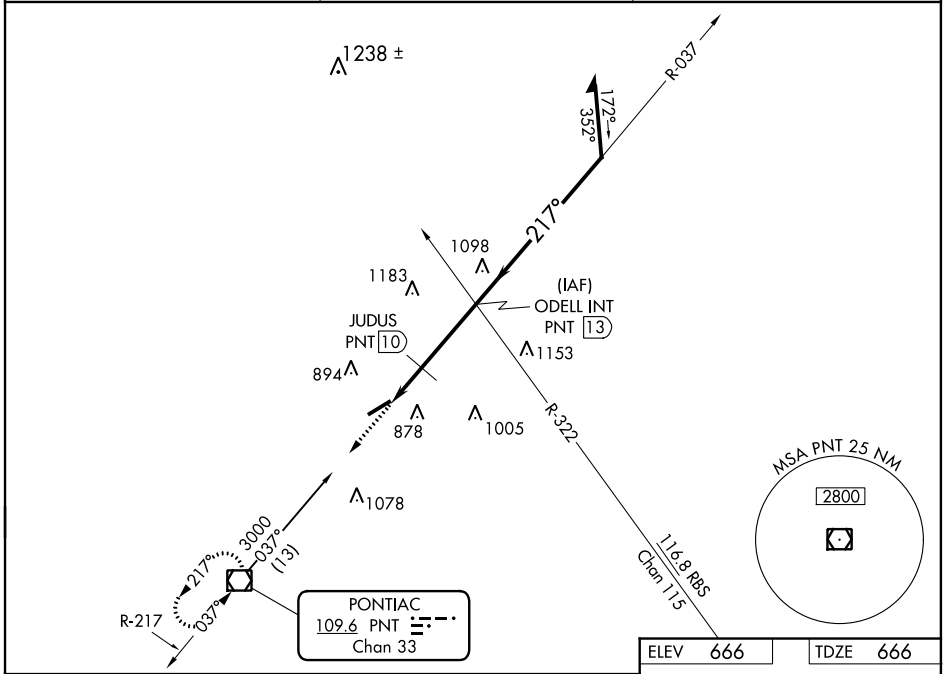 1238 ±
R-037
172°
352°
217°
1098
1183
(IAF)
ODELL INT
PNT 13
JUDUS
PNT 10
1153
894
878
1005
R-322
MSA PNT 25 NM
2800
1078
3000
037°
(13)
217°
037°
R-217
116.8 RBS
Chan 115
PONTIAC
109.6 PNT
Chan 33
ELEV 666
TDZE 666